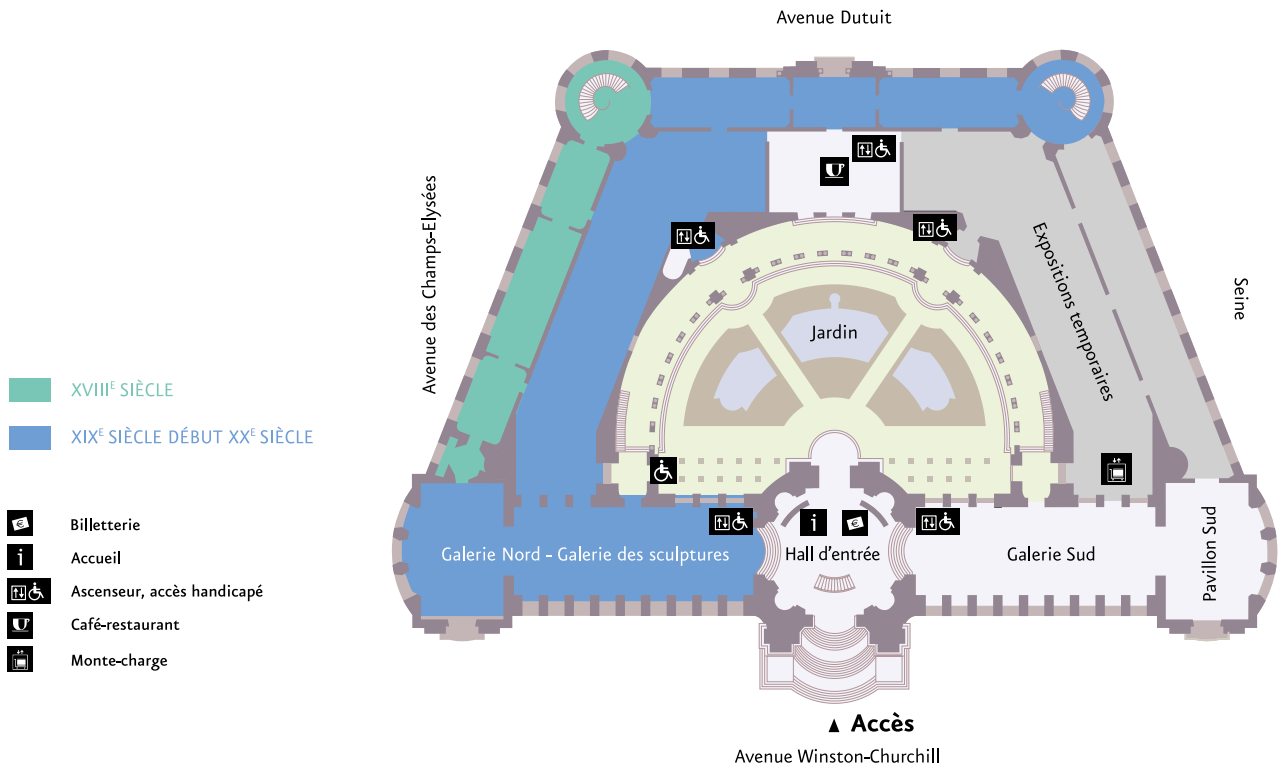 Avenue Dutuit
Avenue des Champs-Elysées
Expositions temporaires
Seine
Jardin
XVIIIᴱ SIÈCLE
XIXᴱ SIÈCLE DÉBUT XXᴱ SIÈCLE
Billetterie
i
Accueil
Ascenseur, accès handicapé
Café-restaurant
Monte-charge
i
€
Galerie Nord - Galerie des sculptures
Hall d'entrée
Galerie Sud
Pavillon Sud
▲ Accès
Avenue Winston-Churchill